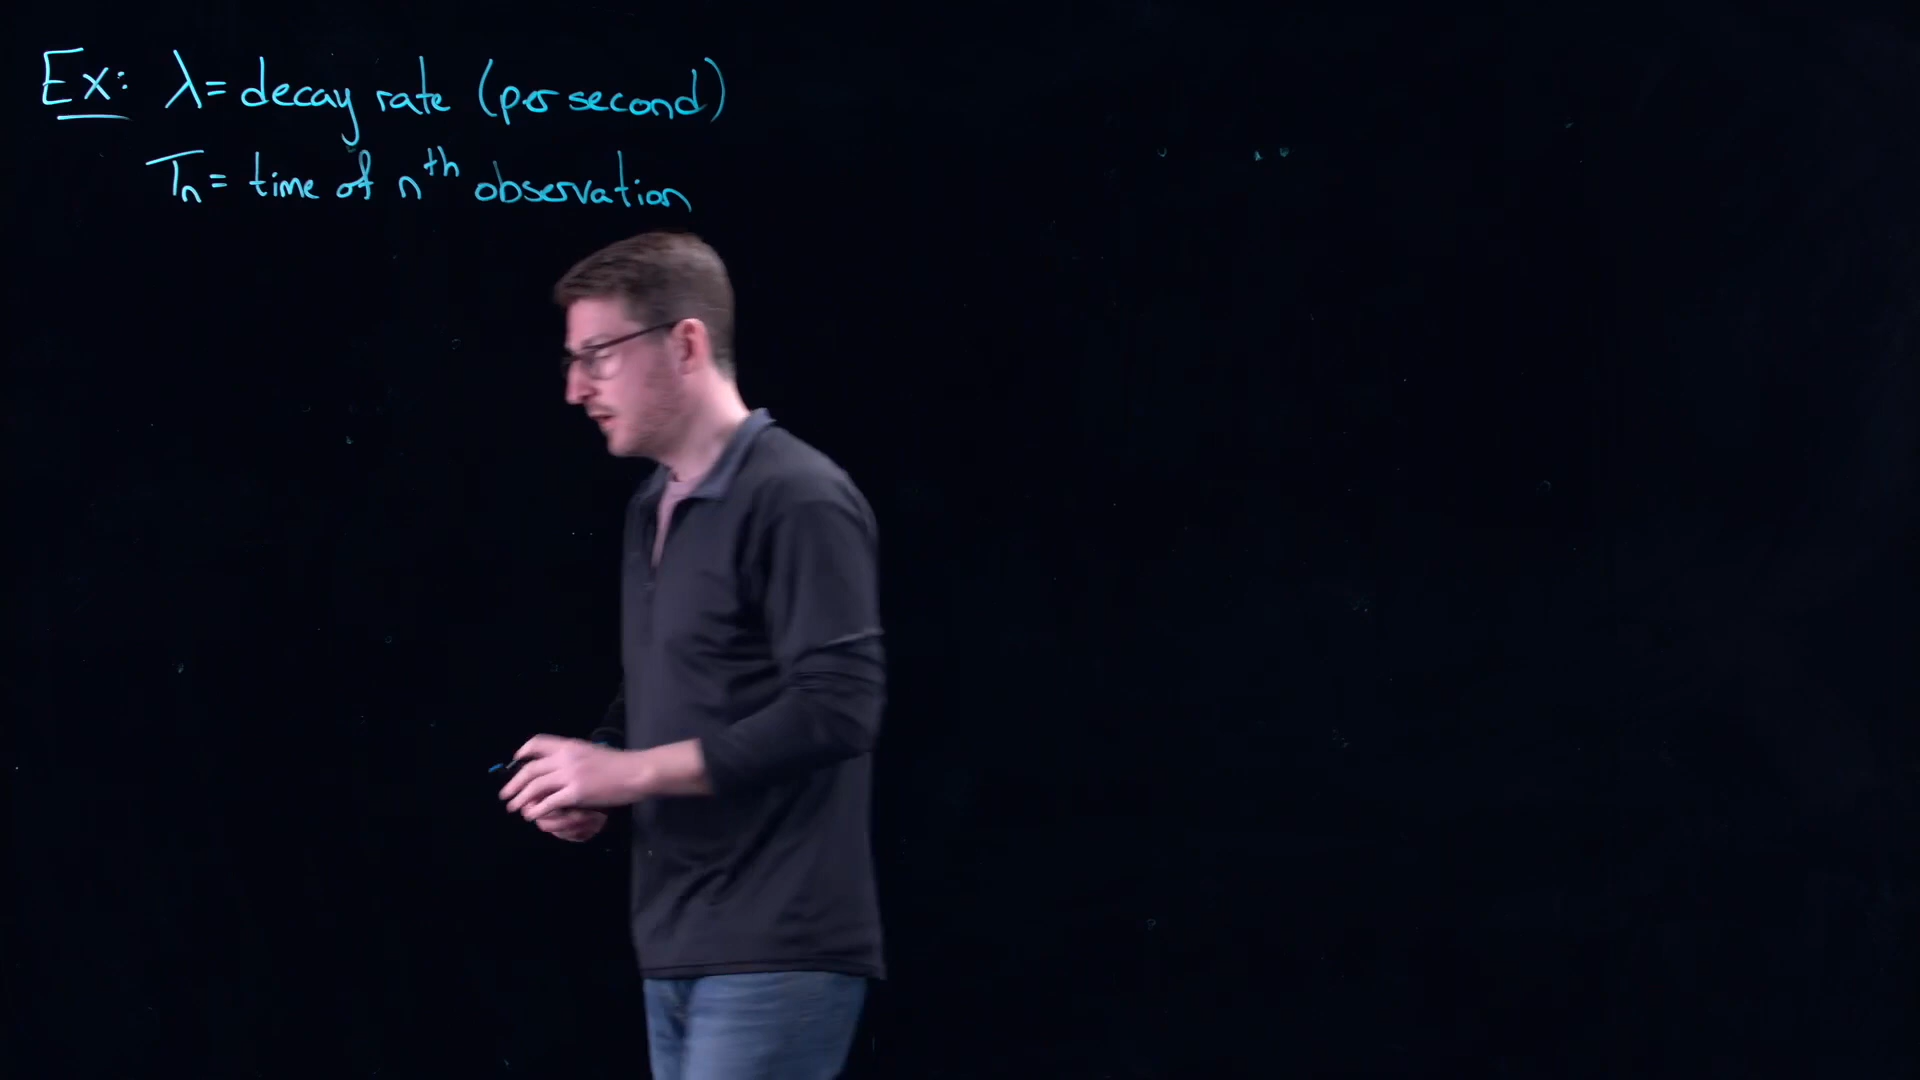 Ex: λ = decay rate (per second)
Tₙ = time of nᵗʰ observation